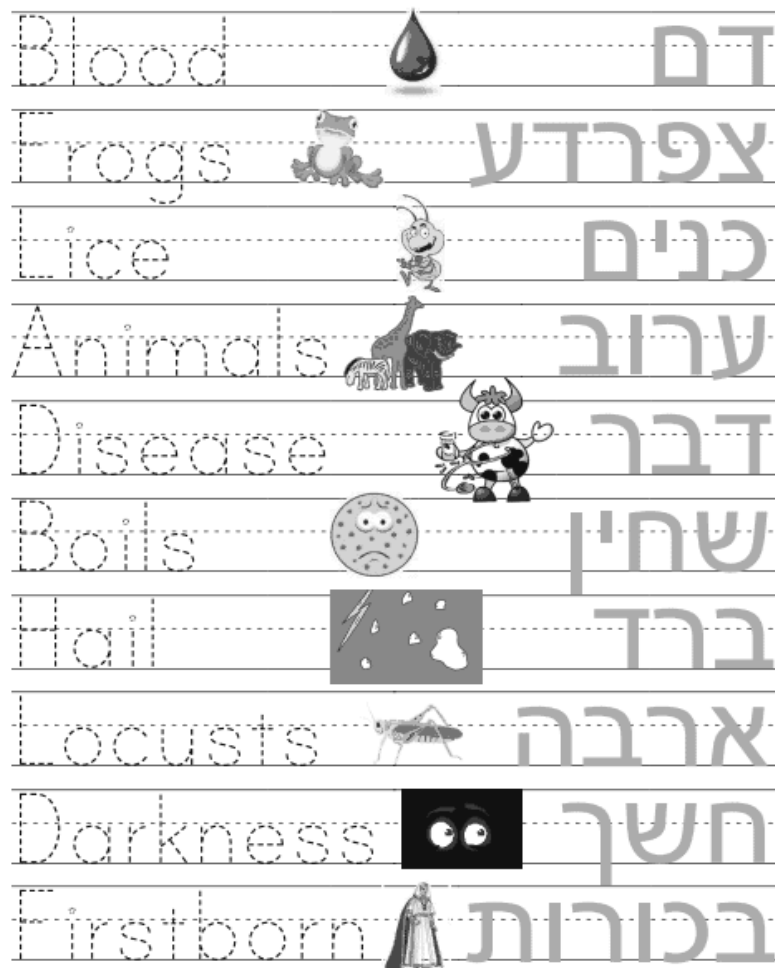 Blood דם
Frogs צפרדע
Lice כנים
Animals ערוב
Disease דבר
Boils שחין
Hail ברד
Locusts ארבה
Darkness חשך
Firstborn בכורות